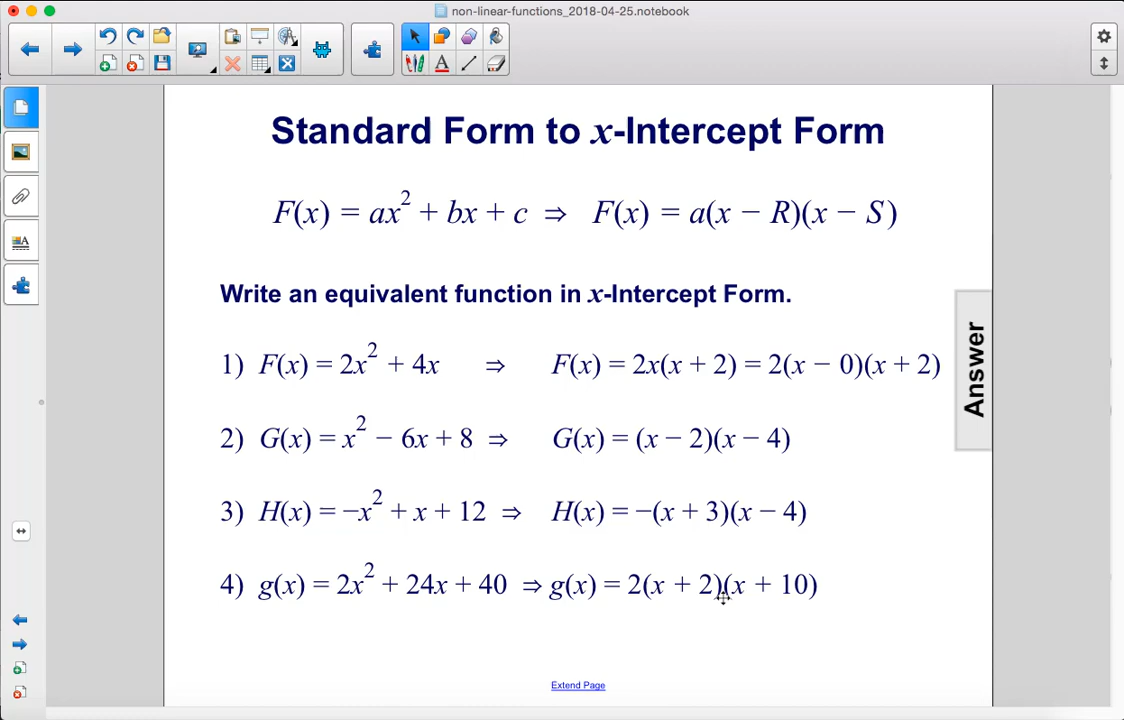 non-linear-functions_2018-04-25.notebook
Standard Form to x-Intercept Form
F(x) = ax² + bx + c ⇒ F(x) = a(x − R)(x − S)
Write an equivalent function in x-Intercept Form.
1) F(x) = 2x² + 4x ⇒ F(x) = 2x(x + 2) = 2(x − 0)(x + 2)
Answer
2) G(x) = x² − 6x + 8 ⇒ G(x) = (x − 2)(x − 4)
3) H(x) = −x² + x + 12 ⇒ H(x) = −(x + 3)(x − 4)
4) g(x) = 2x² + 24x + 40 ⇒ g(x) = 2(x + 2)(x + 10)
Extend Page